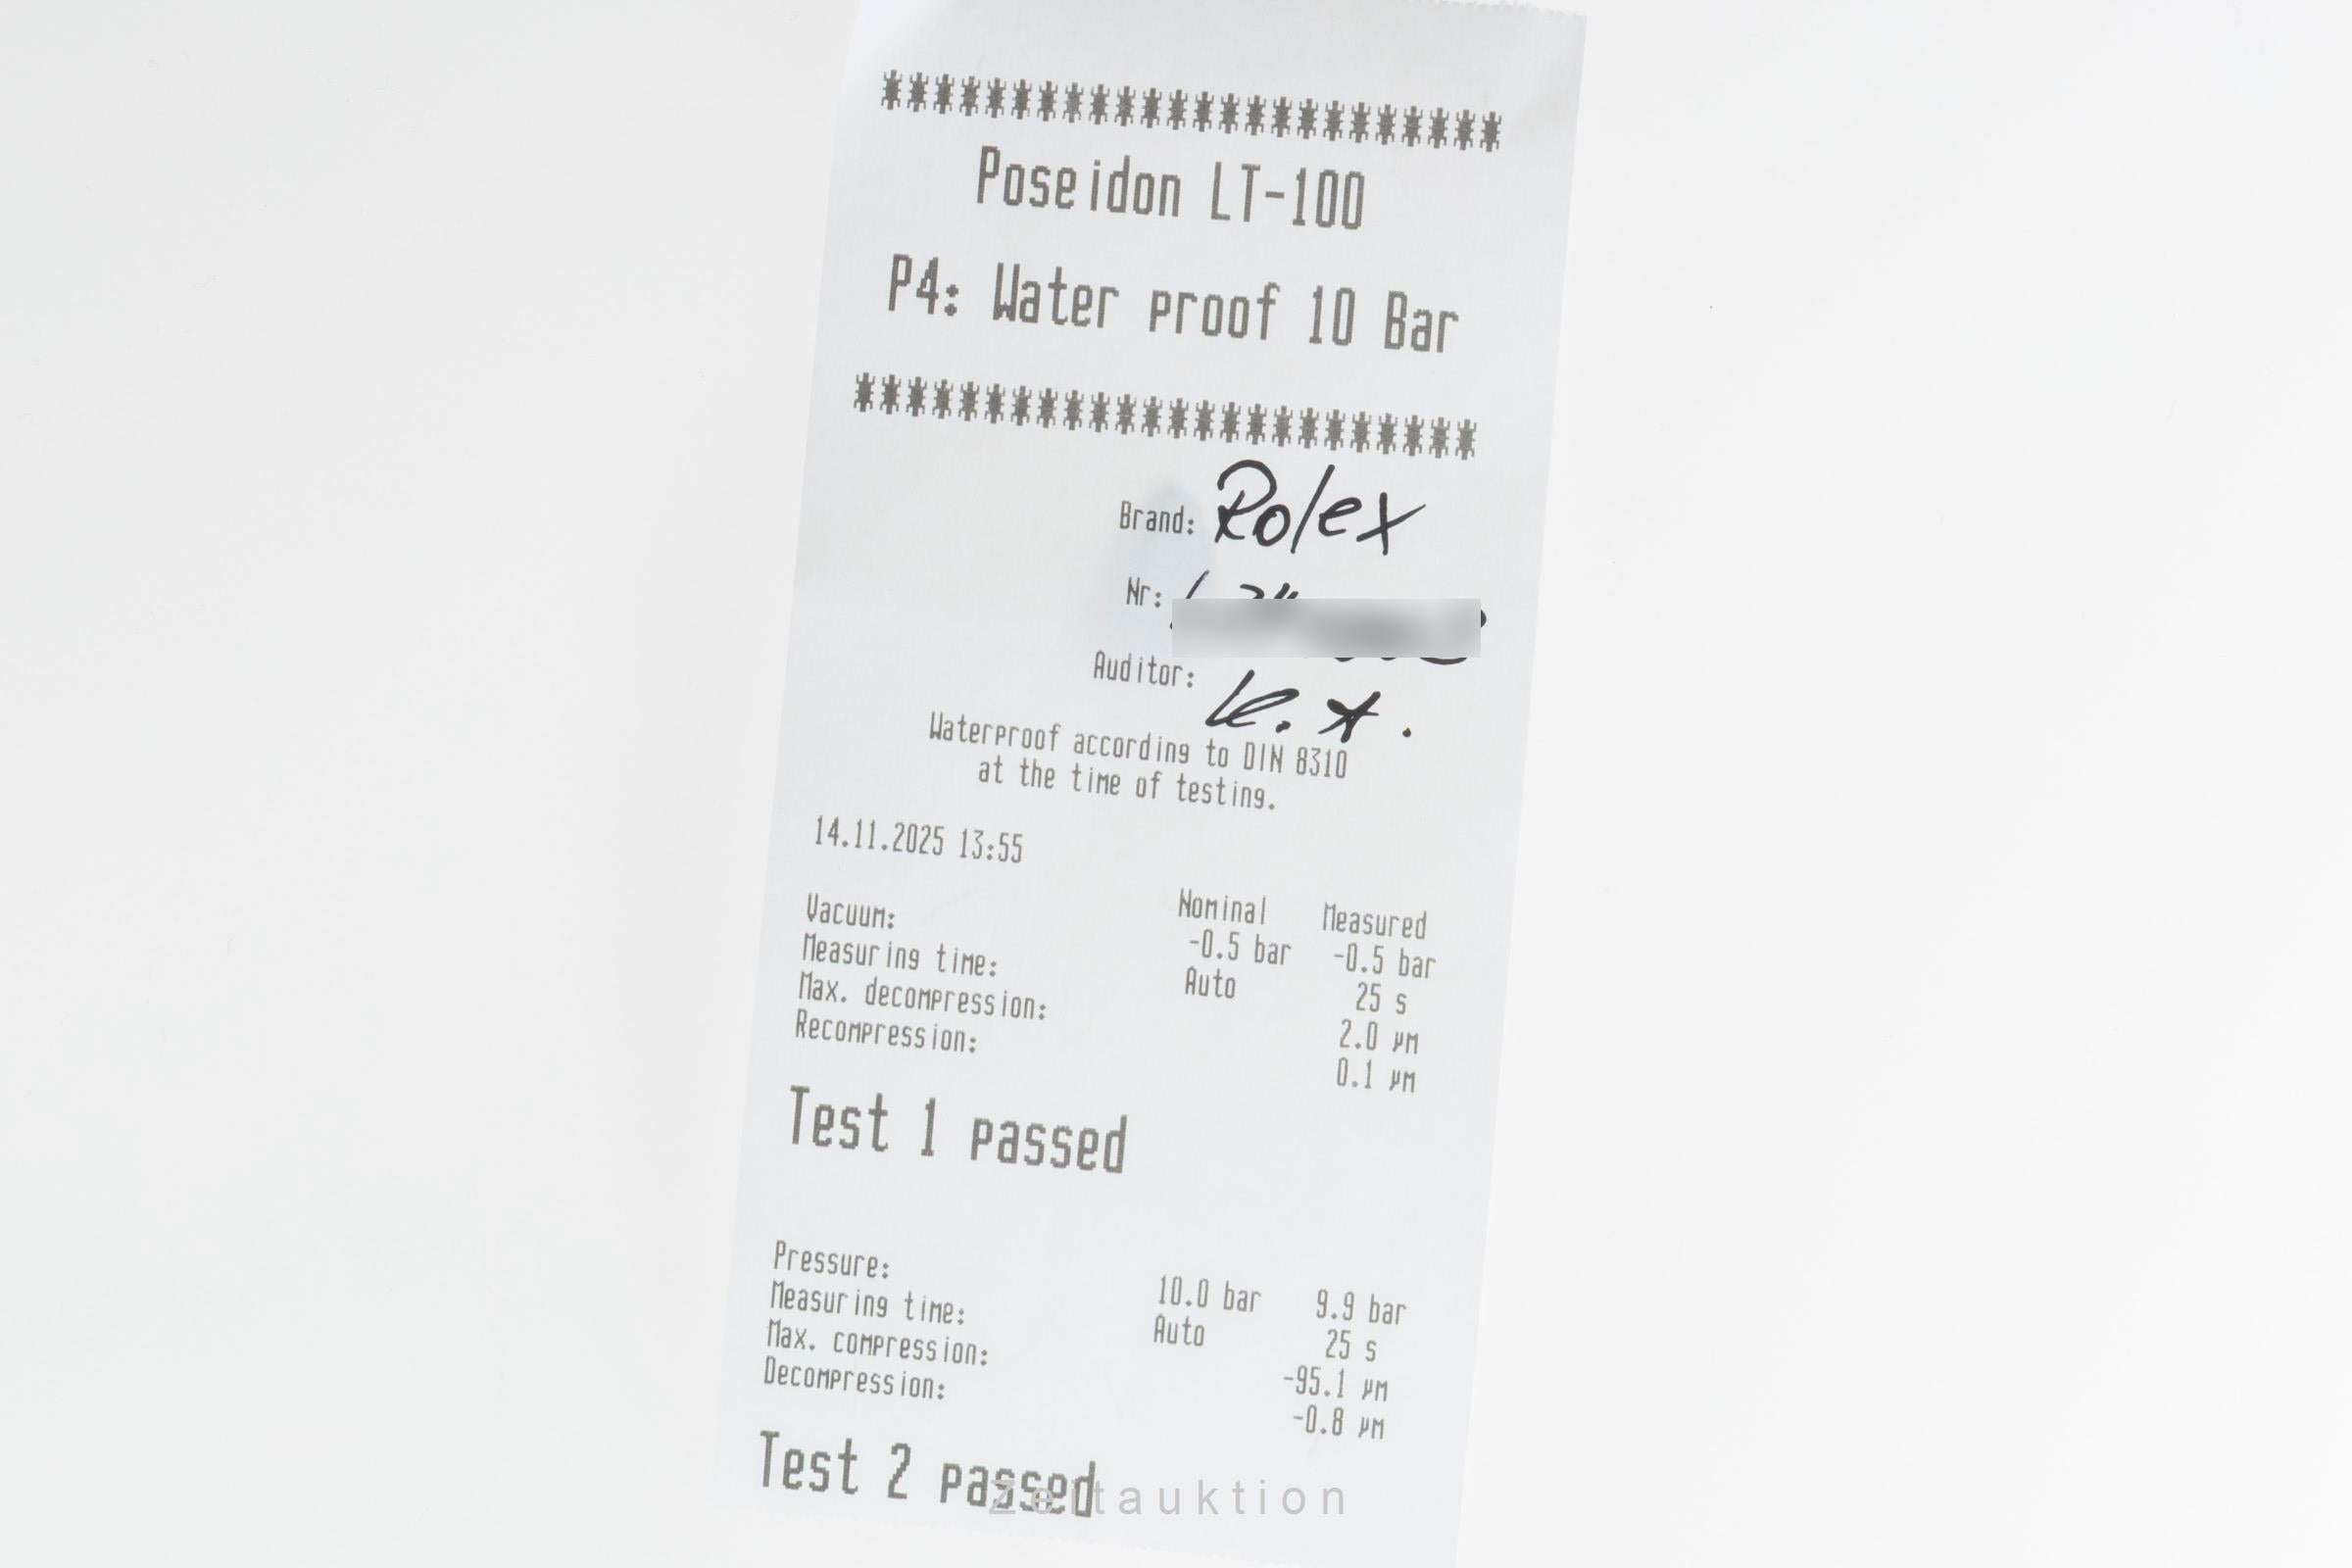 ************************
Poseidon LT-100
P4: Water proof 10 Bar
************************
Brand: Rolex
Nr:
Auditor:
Waterproof according to DIN 8310
at the time of testing.
14.11.2025 13:55
Nominal Measured
Vacuum: -0.5 bar -0.5 bar
Measuring time: Auto 25 s
Max. decompression: 2.0 µm
Recompression: 0.1 µm
Test 1 passed
Pressure: 10.0 bar 9.9 bar
Measuring time: Auto 25 s
Max. compression: -95.1 µm
Decompression: -0.8 µm
Test 2 passed
Zeitauktion